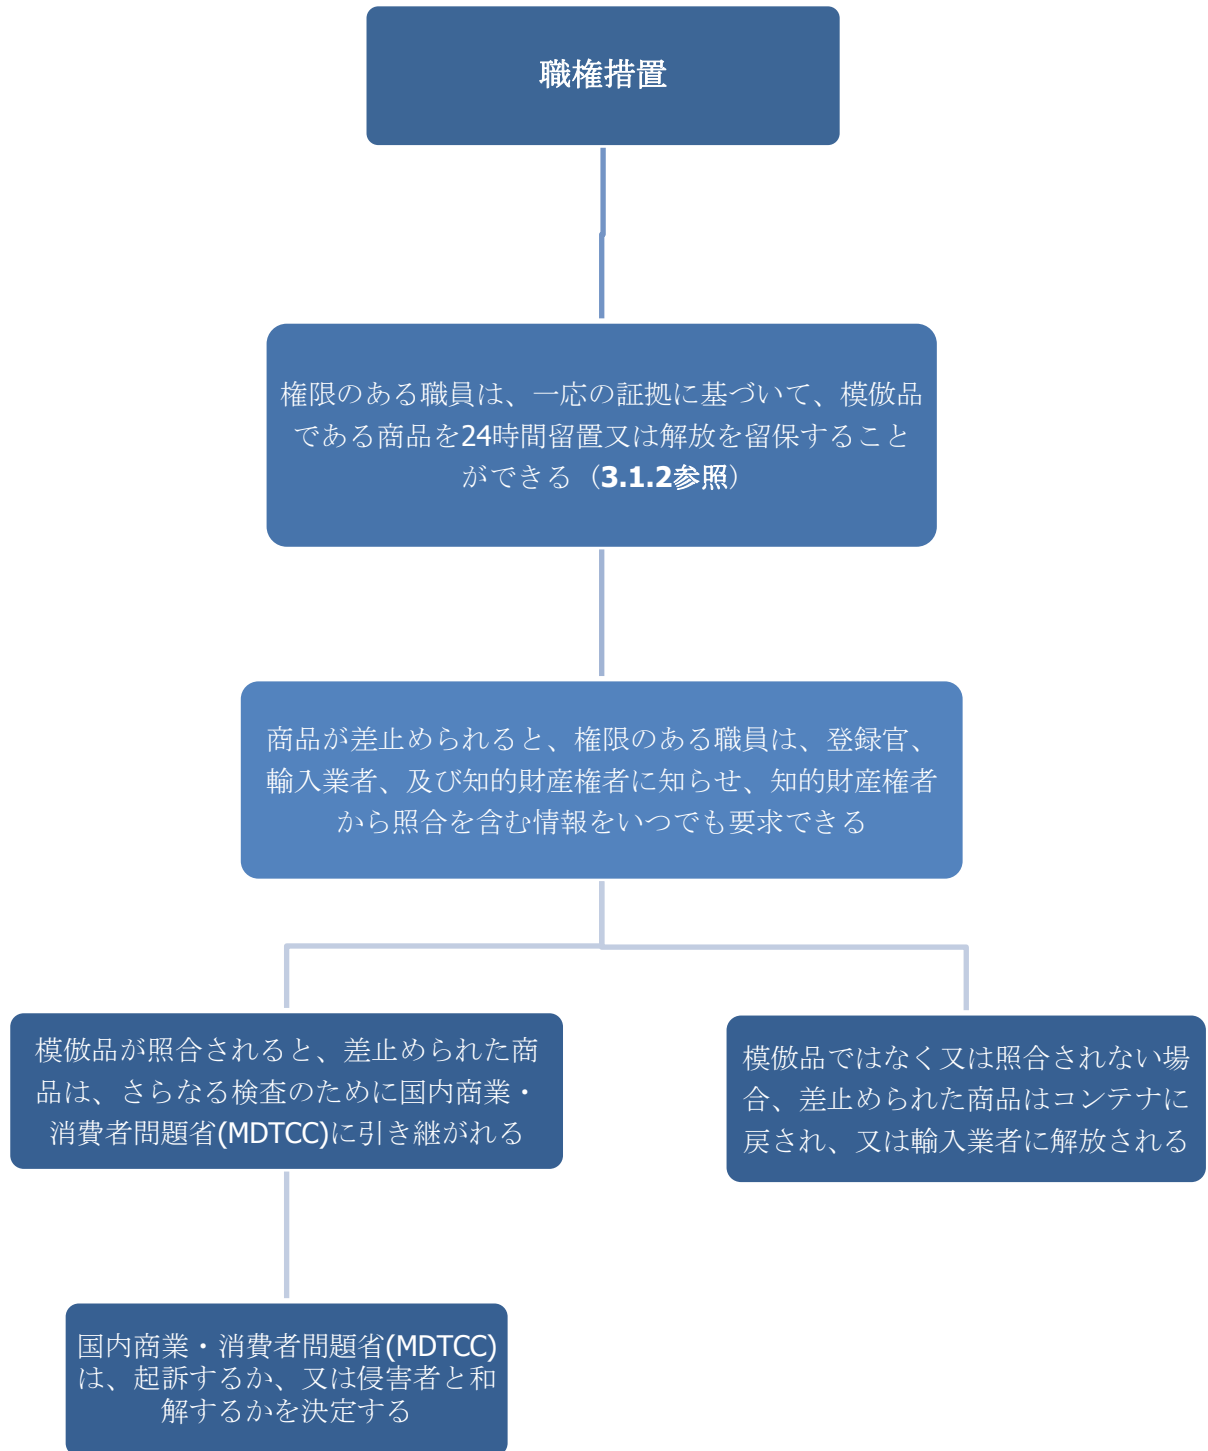 職権措置
権限のある職員は、一応の証拠に基づいて、模倣品
である商品を24時間留置又は解放を留保すること
ができる（3.1.2参照）
商品が差止められると、権限のある職員は、登録官、
輸入業者、及び知的財産権者に知らせ、知的財産権者
から照合を含む情報をいつでも要求できる
模倣品が照合されると、差止められた商
品は、さらなる検査のために国内商業・
消費者問題省(MDTCC)に引き継がれる
模倣品ではなく又は照合されない場
合、差止められた商品はコンテナに
戻され、又は輸入業者に解放される
国内商業・消費者問題省(MDTCC)
は、起訴するか、又は侵害者と和
解するかを決定する